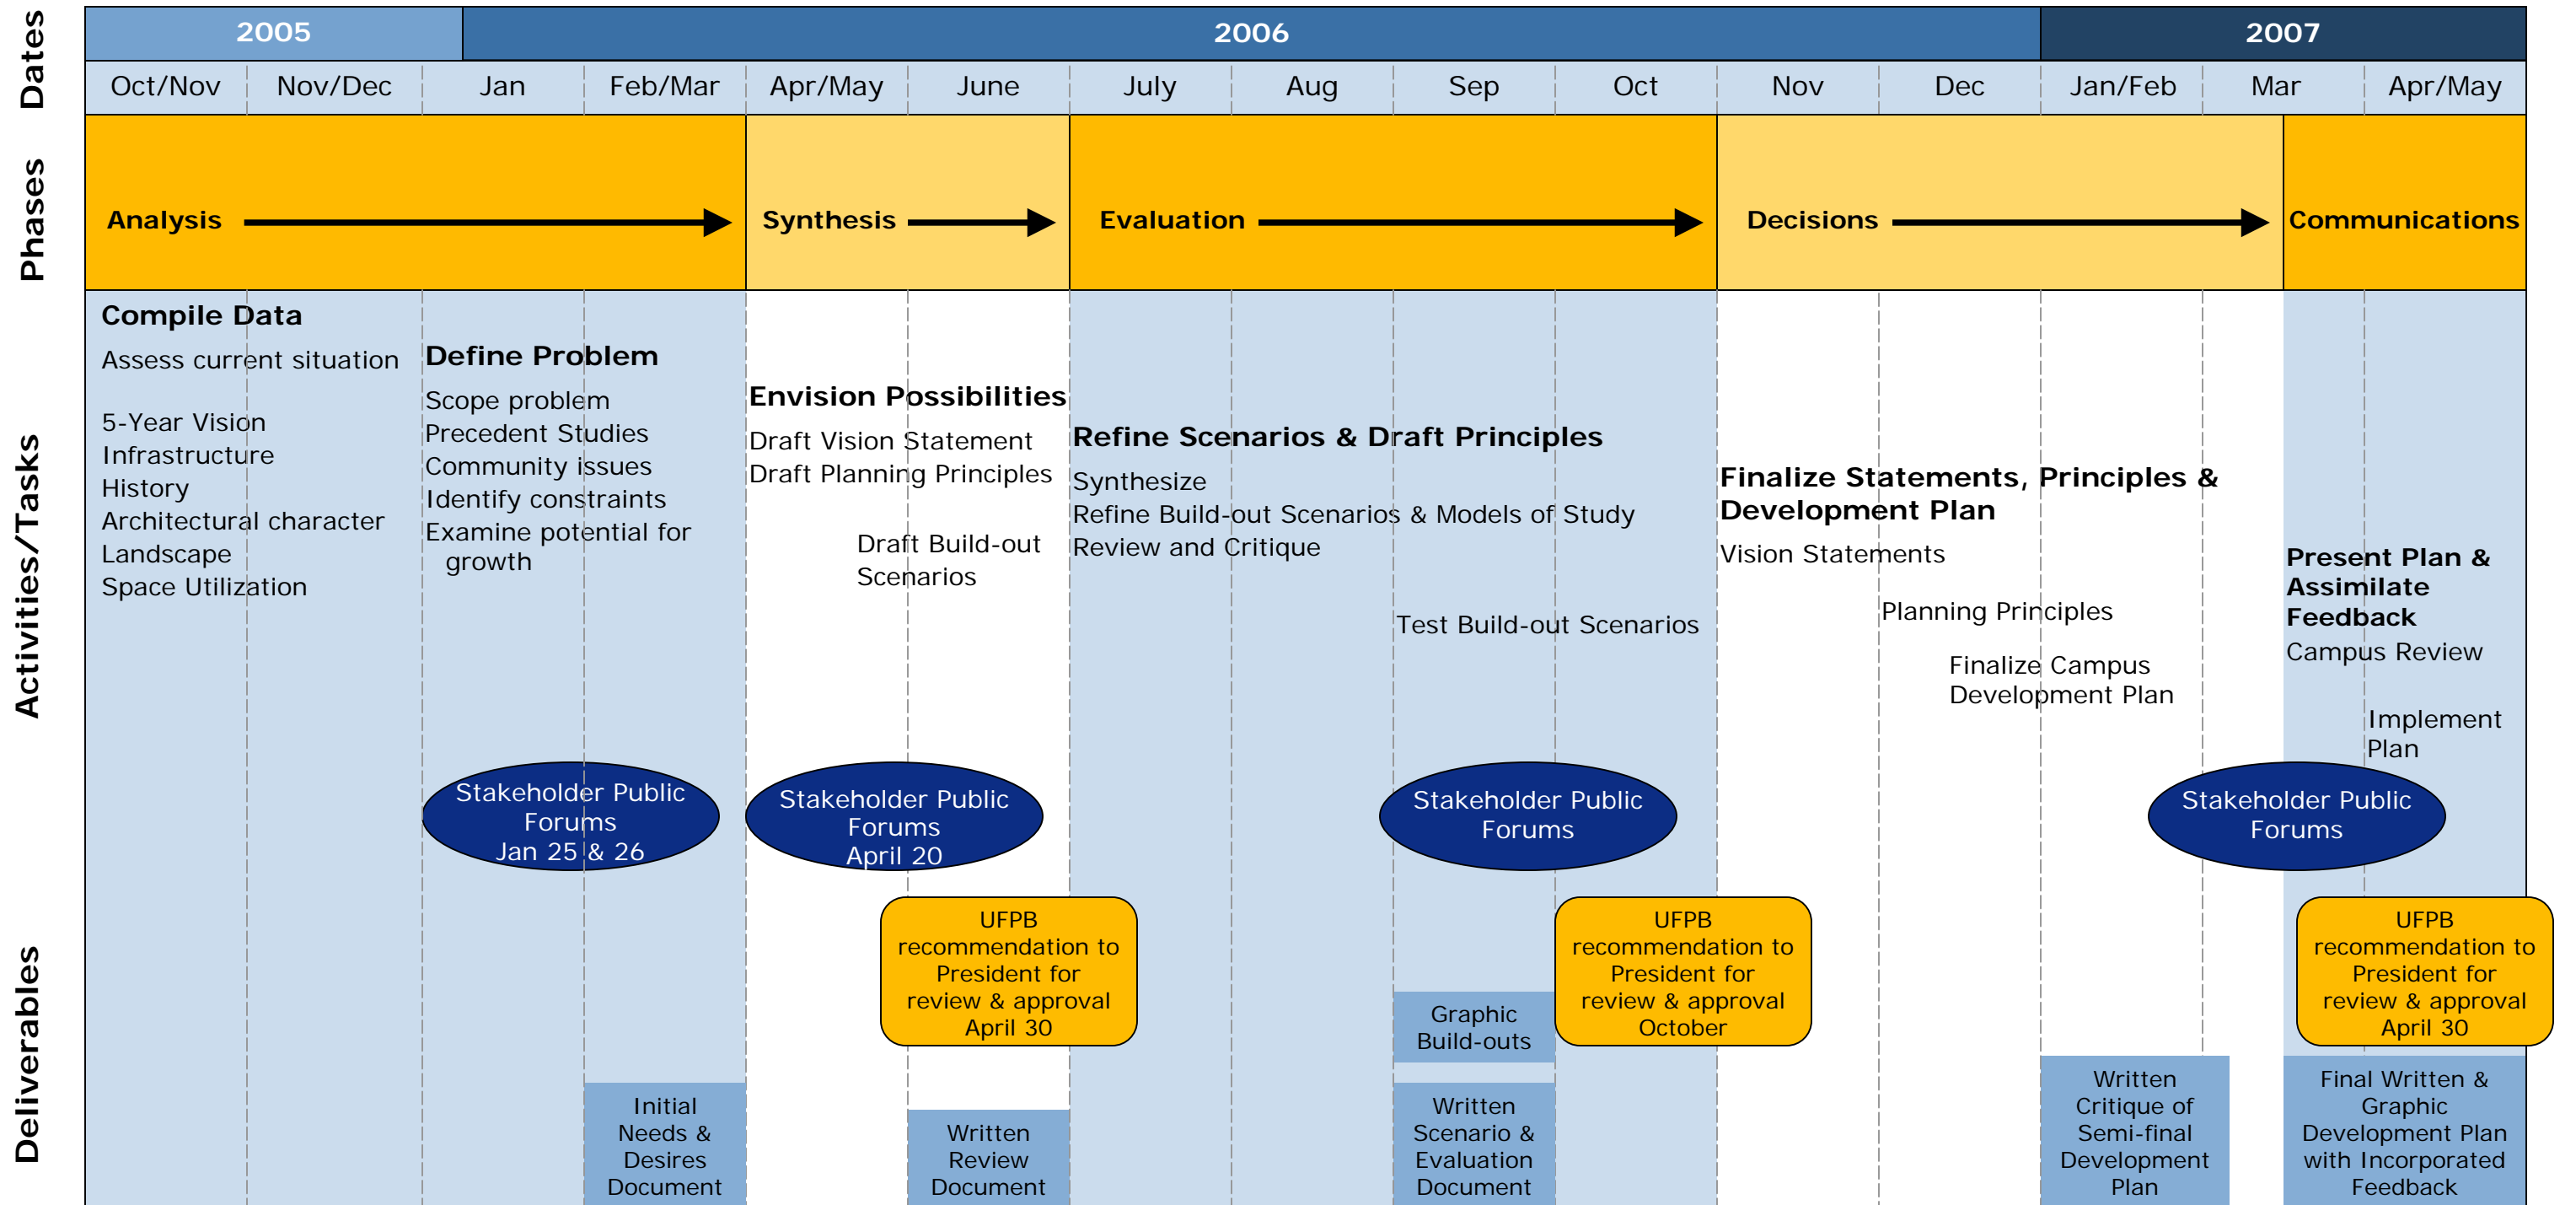 Dates
2005
2006
2007
Oct/Nov
Nov/Dec
Jan
Feb/Mar
Apr/May
June
July
Aug
Sep
Oct
Nov
Dec
Jan/Feb
Mar
Apr/May
Phases
Analysis
Synthesis
Evaluation
Decisions
Communications
Activities/Tasks
Compile Data
Assess current situation
5-Year Vision
Infrastructure
History
Architectural character
Landscape
Space Utilization
Define Problem
Scope problem
Precedent Studies
Community issues
Identify constraints
Examine potential for
growth
Envision Possibilities
Draft Vision Statement
Draft Planning Principles
Draft Build-out
Scenarios
Refine Scenarios & Draft Principles
Synthesize
Refine Build-out Scenarios & Models of Study
Review and Critique
Test Build-out Scenarios
Finalize Statements, Principles &
Development Plan
Vision Statements
Planning Principles
Finalize Campus
Development Plan
Present Plan &
Assimilate
Feedback
Campus Review
Implement
Plan
Stakeholder Public
Forums
Jan 25 & 26
Stakeholder Public
Forums
April 20
Stakeholder Public
Forums
Stakeholder Public
Forums
Deliverables
UFPB
recommendation to
President for
review & approval
April 30
UFPB
recommendation to
President for
review & approval
October
UFPB
recommendation to
President for
review & approval
April 30
Graphic
Build-outs
Initial
Needs &
Desires
Document
Written
Review
Document
Written
Scenario &
Evaluation
Document
Written
Critique of
Semi-final
Development
Plan
Final Written &
Graphic
Development Plan
with Incorporated
Feedback